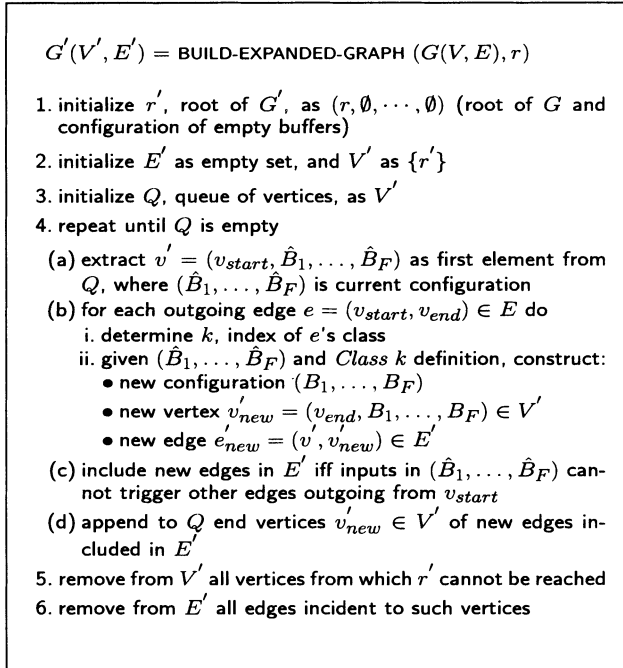 G′(V′, E′) = BUILD-EXPANDED-GRAPH (G(V, E), r)
1. initialize r′, root of G′, as (r, ∅, ⋯, ∅) (root of G and
configuration of empty buffers)
2. initialize E′ as empty set, and V′ as {r′}
3. initialize Q, queue of vertices, as V′
4. repeat until Q is empty
(a) extract v′ = (v_start, B̂_1, . . . , B̂_F) as first element from
Q, where (B̂_1, . . . , B̂_F) is current configuration
(b) for each outgoing edge e = (v_start, v_end) ∈ E do
i. determine k, index of e's class
ii. given (B̂_1, . . . , B̂_F) and Class k definition, construct:
• new configuration (B_1, . . . , B_F)
• new vertex v′_new = (v_end, B_1, . . . , B_F) ∈ V′
• new edge e′_new = (v′, v′_new) ∈ E′
(c) include new edges in E′ iff inputs in (B̂_1, . . . , B̂_F) can-
not trigger other edges outgoing from v_start
(d) append to Q end vertices v′_new ∈ V′ of new edges in-
cluded in E′
5. remove from V′ all vertices from which r′ cannot be reached
6. remove from E′ all edges incident to such vertices